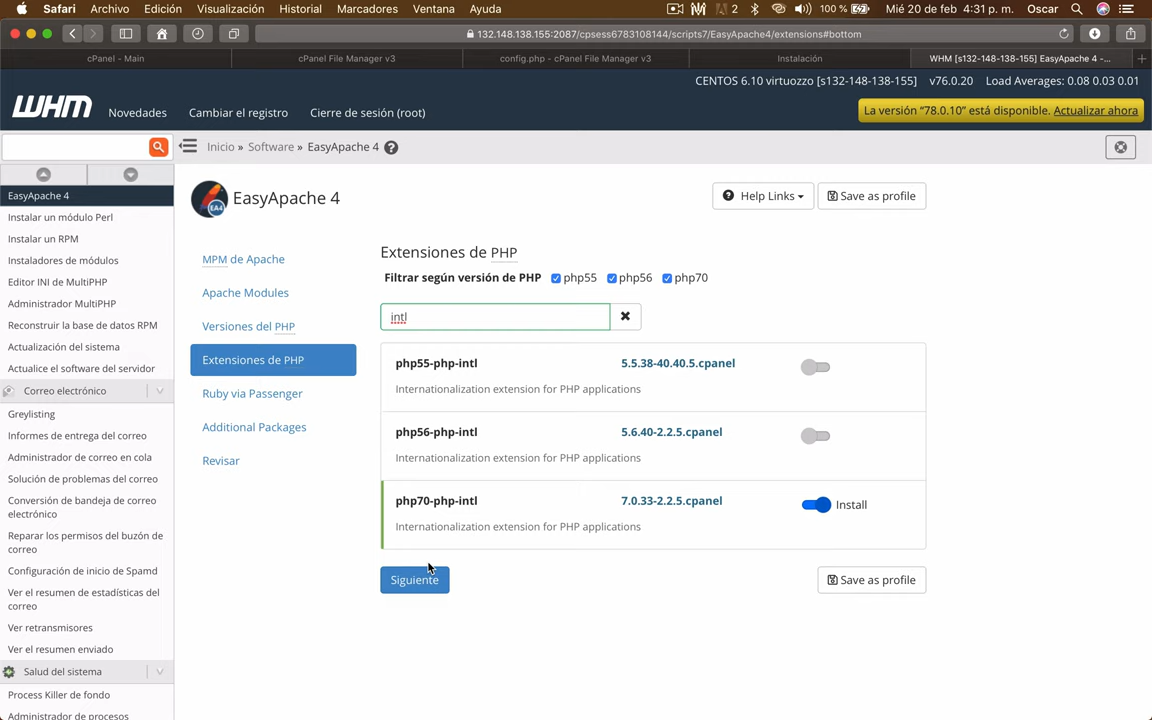 Safari Archivo Edición Visualización Historial Marcadores Ventana Ayuda 2 100 % Mié 20 de feb 4:31 p. m. Oscar
132.148.138.155:2087/cpsess6783108144/scripts7/EasyApache4/extensions#bottom
cPanel - Main cPanel File Manager v3 config.php - cPanel File Manager v3 Instalación WHM [s132-148-138-155] EasyApache 4 -...
CENTOS 6.10 virtuozzo [s132-148-138-155] v76.0.20 Load Averages: 0.08 0.03 0.01
WHM Novedades Cambiar el registro Cierre de sesión (root)
La versión “78.0.10” está disponible. Actualizar ahora
Inicio » Software » EasyApache 4
EasyApache 4
Instalar un módulo Perl
Instalar un RPM
Instaladores de módulos
Editor INI de MultiPHP
Administrador MultiPHP
Reconstruir la base de datos RPM
Actualización del sistema
Actualice el software del servidor
Correo electrónico
Greylisting
Informes de entrega del correo
Administrador de correo en cola
Solución de problemas del correo
Conversión de bandeja de correo
electrónico
Reparar los permisos del buzón de
correo
Configuración de inicio de Spamd
Ver el resumen de estadísticas del
correo
Ver retransmisores
Ver el resumen enviado
Salud del sistema
Process Killer de fondo
Administrador de procesos
EA4
EasyApache 4
Help Links
Save as profile
MPM de Apache
Apache Modules
Versiones del PHP
Extensiones de PHP
Ruby via Passenger
Additional Packages
Revisar
Extensiones de PHP
Filtrar según versión de PHP php55 php56 php70
intl
php55-php-intl 5.5.38-40.40.5.cpanel
Internationalization extension for PHP applications
php56-php-intl 5.6.40-2.2.5.cpanel
Internationalization extension for PHP applications
php70-php-intl 7.0.33-2.2.5.cpanel Install
Internationalization extension for PHP applications
Siguiente
Save as profile